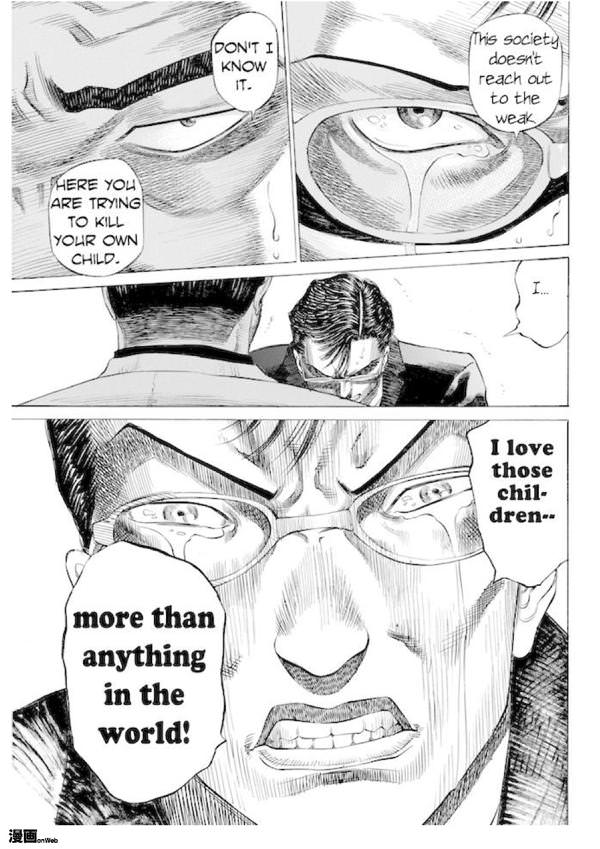 This society
doesn't
reach out
to the
weak.
DON'T I
KNOW
IT.
HERE YOU
ARE TRYING
TO KILL
YOUR OWN
CHILD.
I...
I love
those
chil-
dren--
more than
anything
in the
world!
漫画onWeb